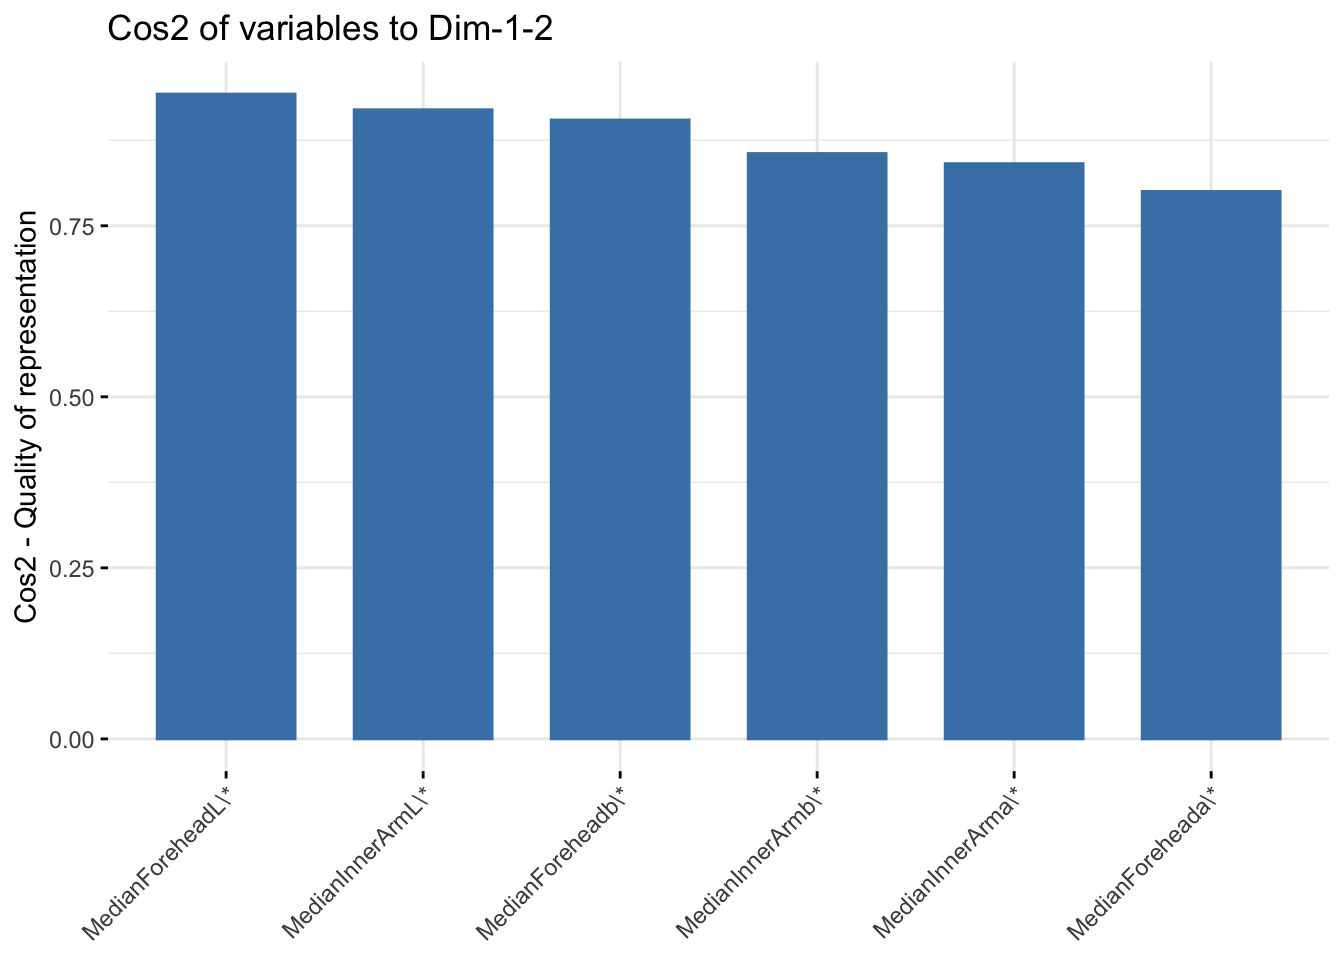 Cos2 of variables to Dim-1-2
Cos2 - Quality of representation
0.75
0.50
0.25
0.00
MedianForeheadL\*
MedianInnerArmL\*
MedianForeheadb\*
MedianInnerArmb\*
MedianInnerArma\*
MedianForeheada\*